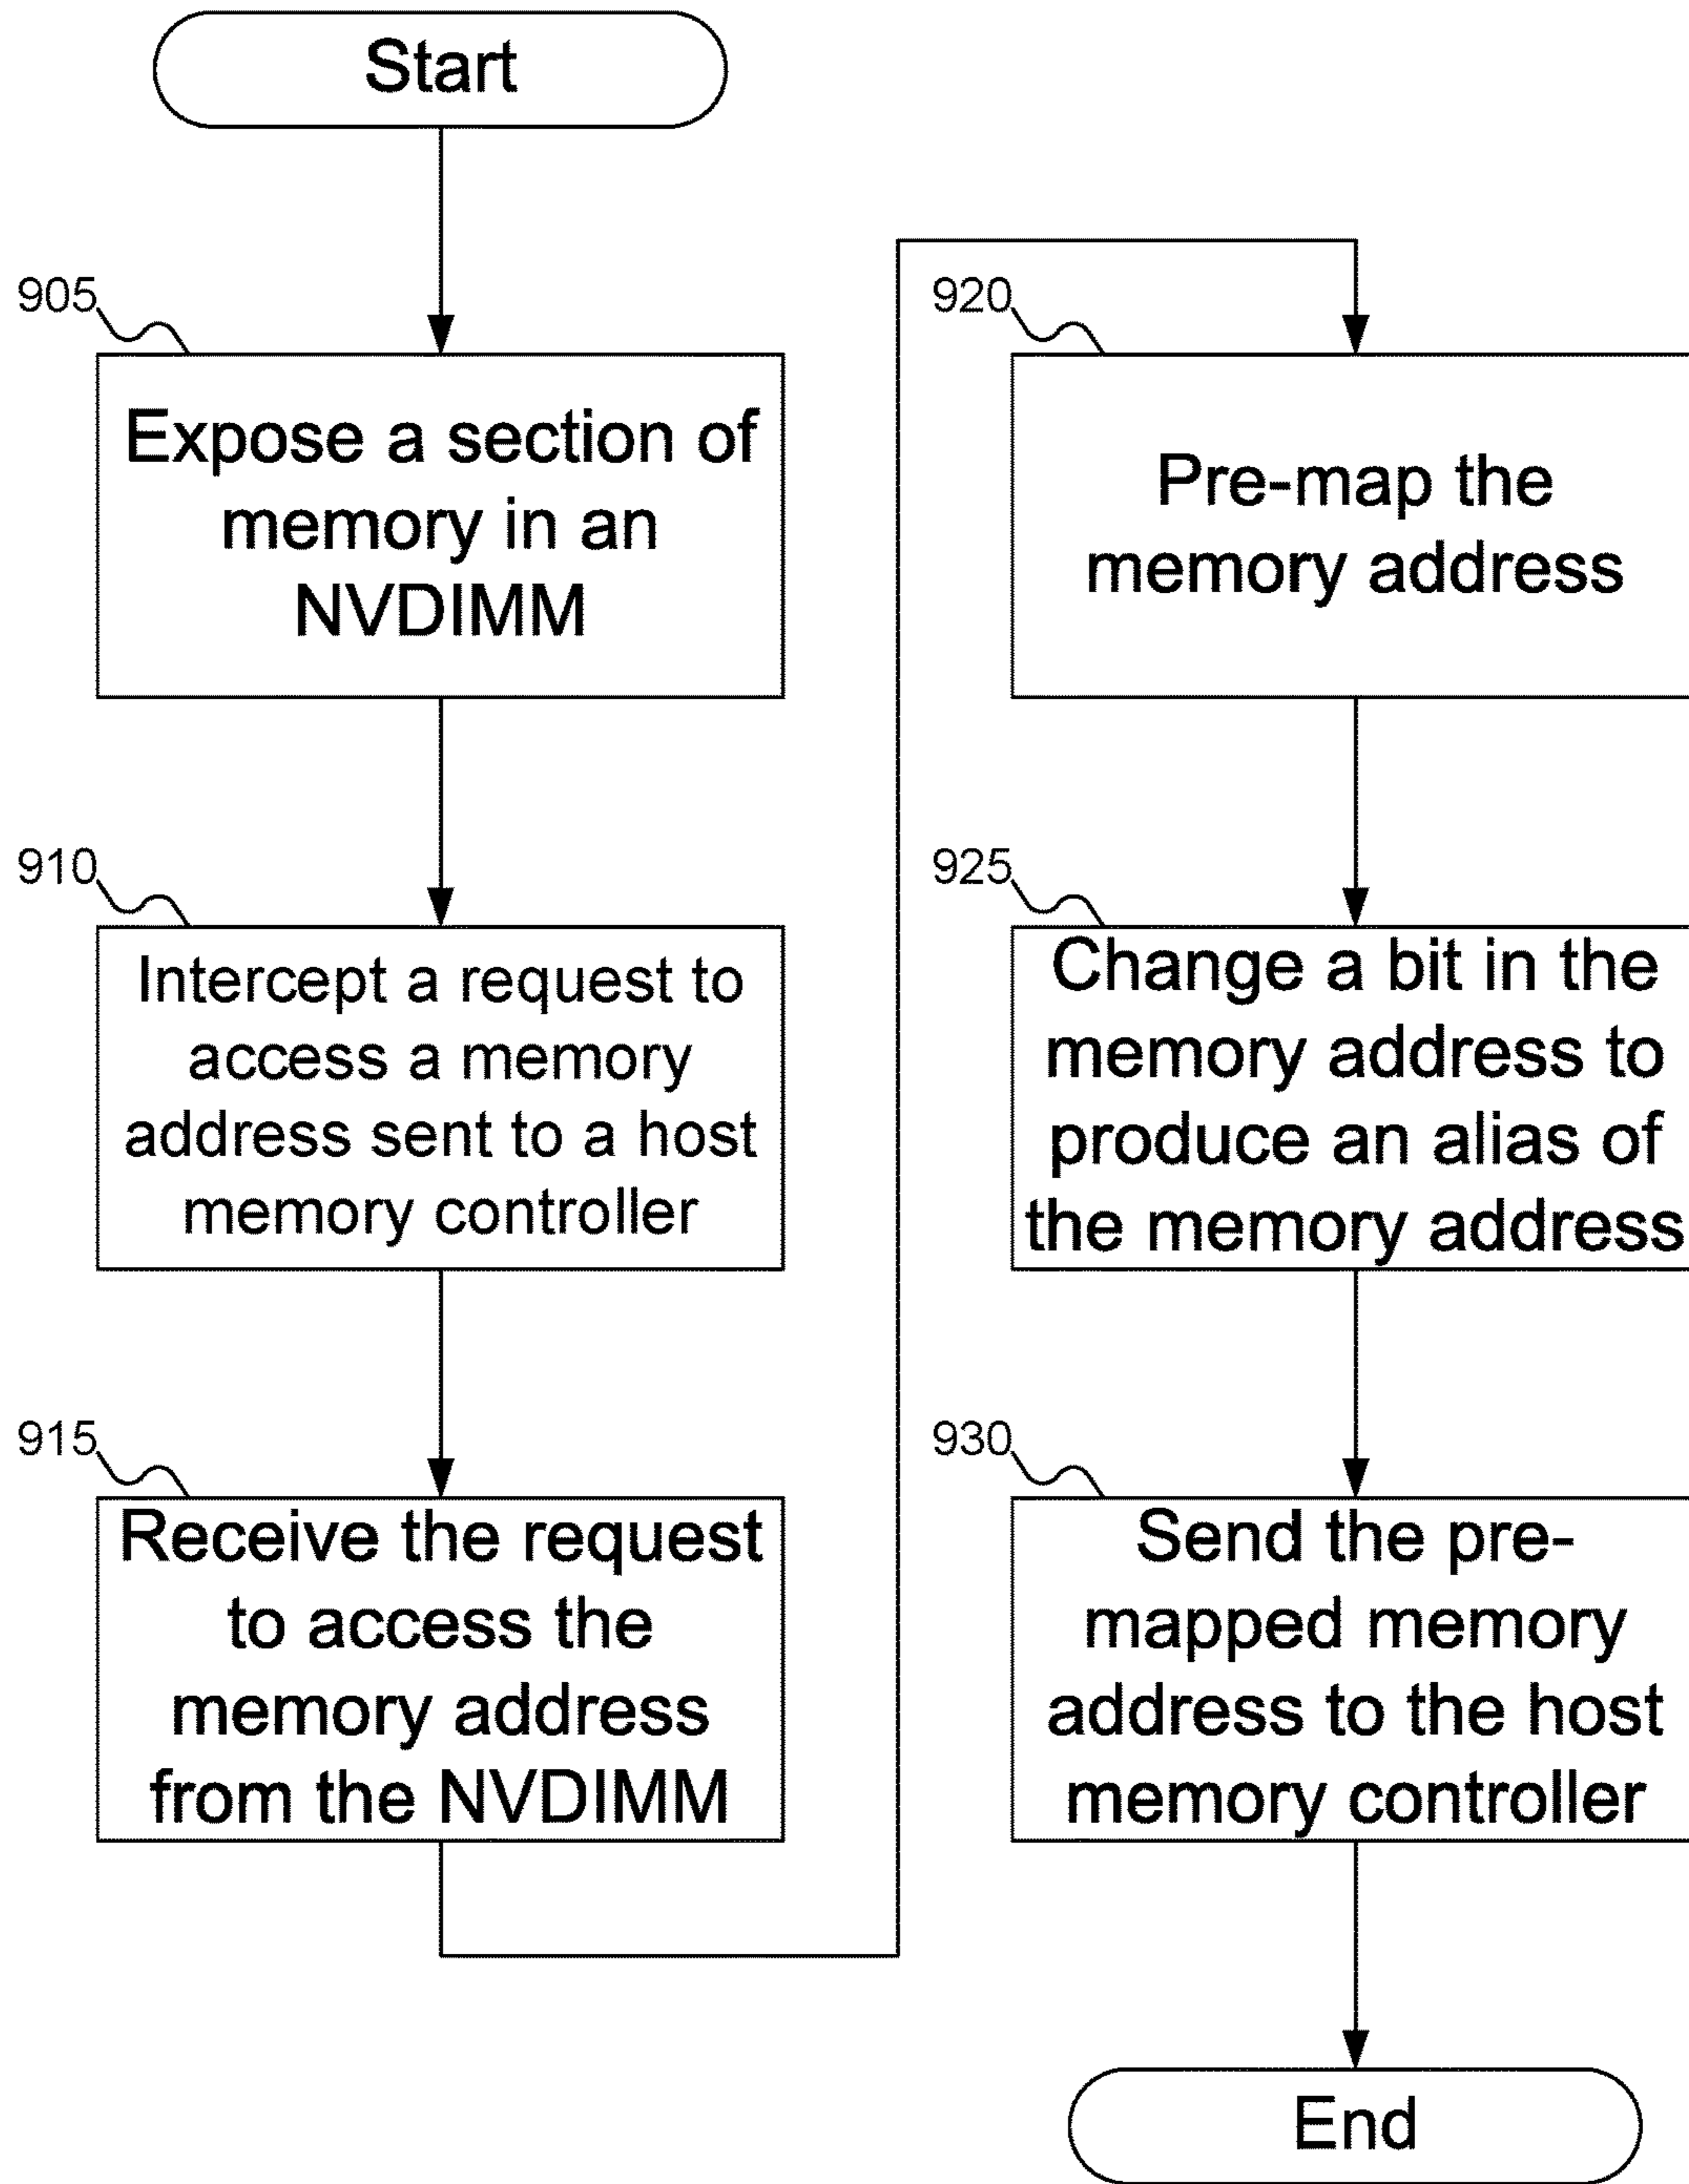 Start
905
Expose a section of
memory in an
NVDIMM
910
Intercept a request to
access a memory
address sent to a host
memory controller
915
Receive the request
to access the
memory address
from the NVDIMM
920
Pre-map the
memory address
925
Change a bit in the
memory address to
produce an alias of
the memory address
930
Send the pre-
mapped memory
address to the host
memory controller
End